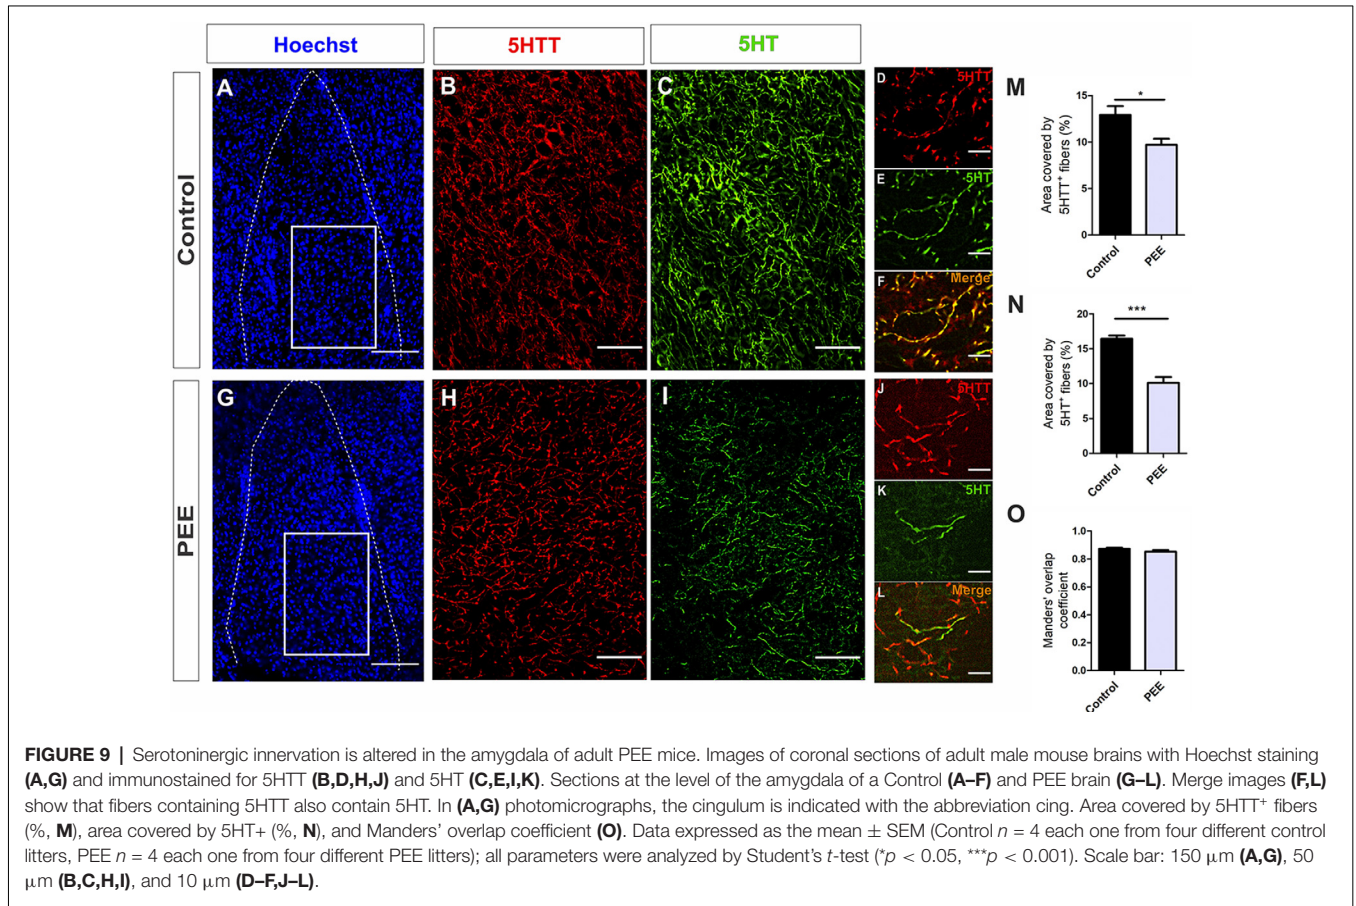 Hoechst
5HTT
5HT
Control
A
B
C
D
5HTT
E
5HT
F
Merge
PEE
G
H
I
J
5HTT
K
5HT
L
Merge
M
Area covered by
5HTT⁺ fibers (%)
15
10
5
0
*
Control
PEE
N
Area covered by
5HT⁺ fibers (%)
20
15
10
5
0
***
Control
PEE
O
Manders' overlap
coefficient
1.0
0.8
0.6
0.4
0.2
0.0
Control
PEE
FIGURE 9 | Serotoninergic innervation is altered in the amygdala of adult PEE mice. Images of coronal sections of adult male mouse brains with Hoechst staining
(A,G) and immunostained for 5HTT (B,D,H,J) and 5HT (C,E,I,K). Sections at the level of the amygdala of a Control (A–F) and PEE brain (G–L). Merge images (F,L)
show that fibers containing 5HTT also contain 5HT. In (A,G) photomicrographs, the cingulum is indicated with the abbreviation cing. Area covered by 5HTT⁺ fibers
(%, M), area covered by 5HT+ (%, N), and Manders' overlap coefficient (O). Data expressed as the mean ± SEM (Control n = 4 each one from four different control
litters, PEE n = 4 each one from four different PEE litters); all parameters were analyzed by Student's t-test (*p < 0.05, ***p < 0.001). Scale bar: 150 μm (A,G), 50
μm (B,C,H,I), and 10 μm (D–F,J–L).